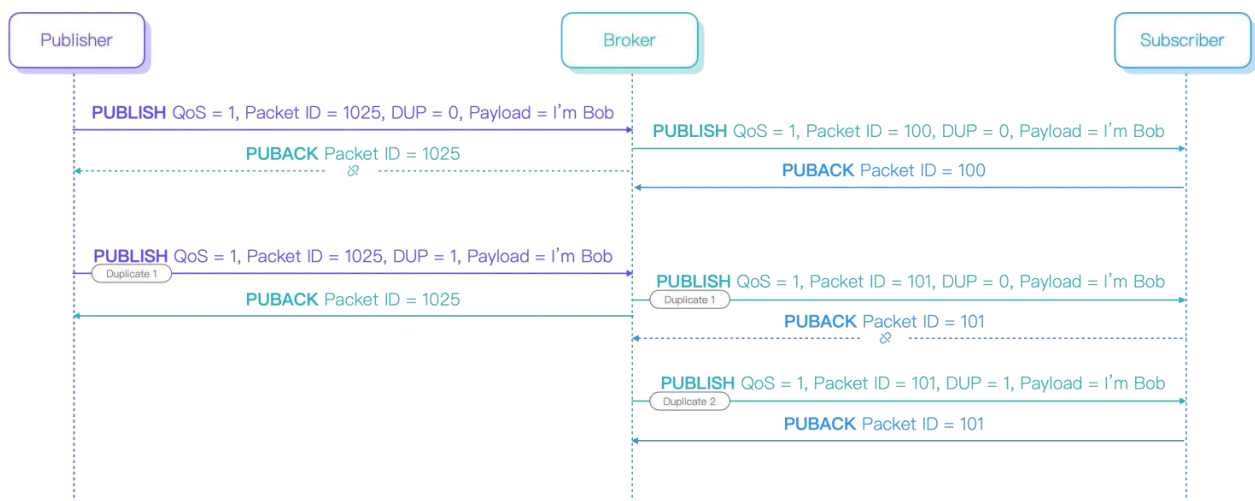 Publisher
Broker
Subscriber
PUBLISH QoS = 1, Packet ID = 1025, DUP = 0, Payload = I'm Bob
PUBLISH QoS = 1, Packet ID = 100, DUP = 0, Payload = I'm Bob
PUBACK Packet ID = 1025
PUBACK Packet ID = 100
PUBLISH QoS = 1, Packet ID = 1025, DUP = 1, Payload = I'm Bob
Duplicate 1
PUBLISH QoS = 1, Packet ID = 101, DUP = 0, Payload = I'm Bob
Duplicate 1
PUBACK Packet ID = 1025
PUBACK Packet ID = 101
PUBLISH QoS = 1, Packet ID = 101, DUP = 1, Payload = I'm Bob
Duplicate 2
PUBACK Packet ID = 101